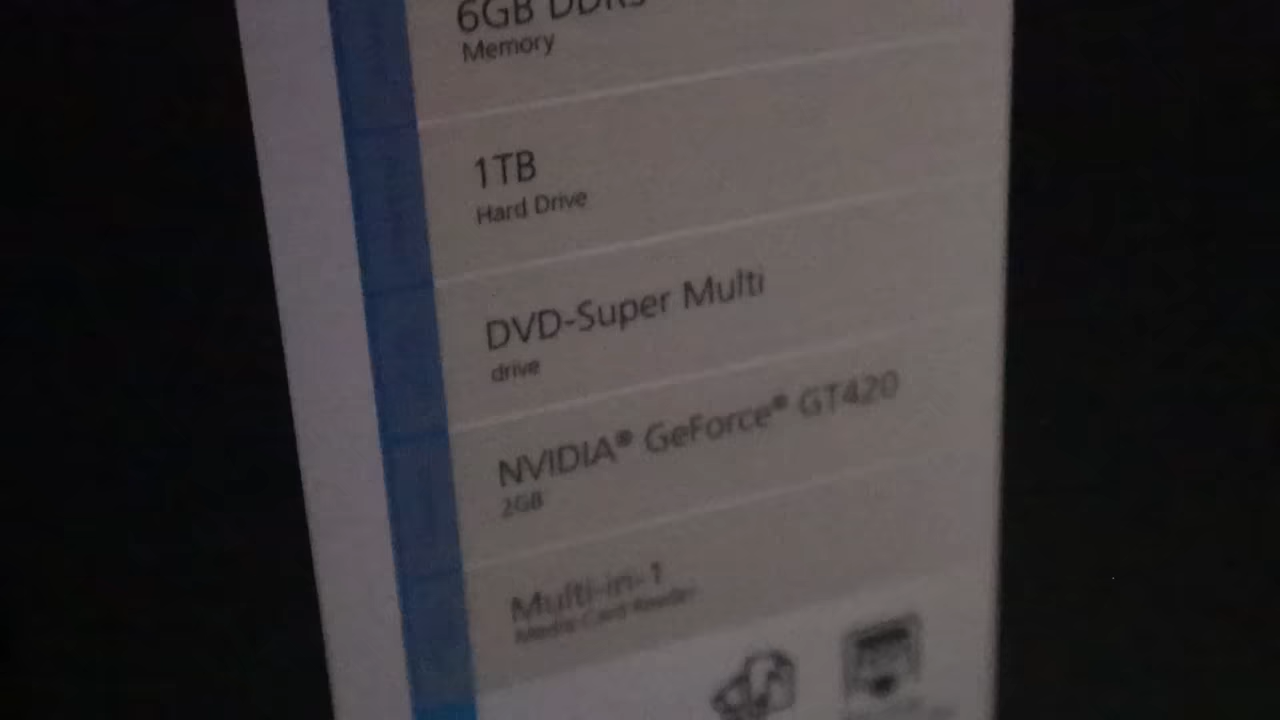 6GB DDR3
Memory
1TB
Hard Drive
DVD-Super Multi
drive
NVIDIA® GeForce® GT420
2GB
Multi-in-1
Media Card Reader